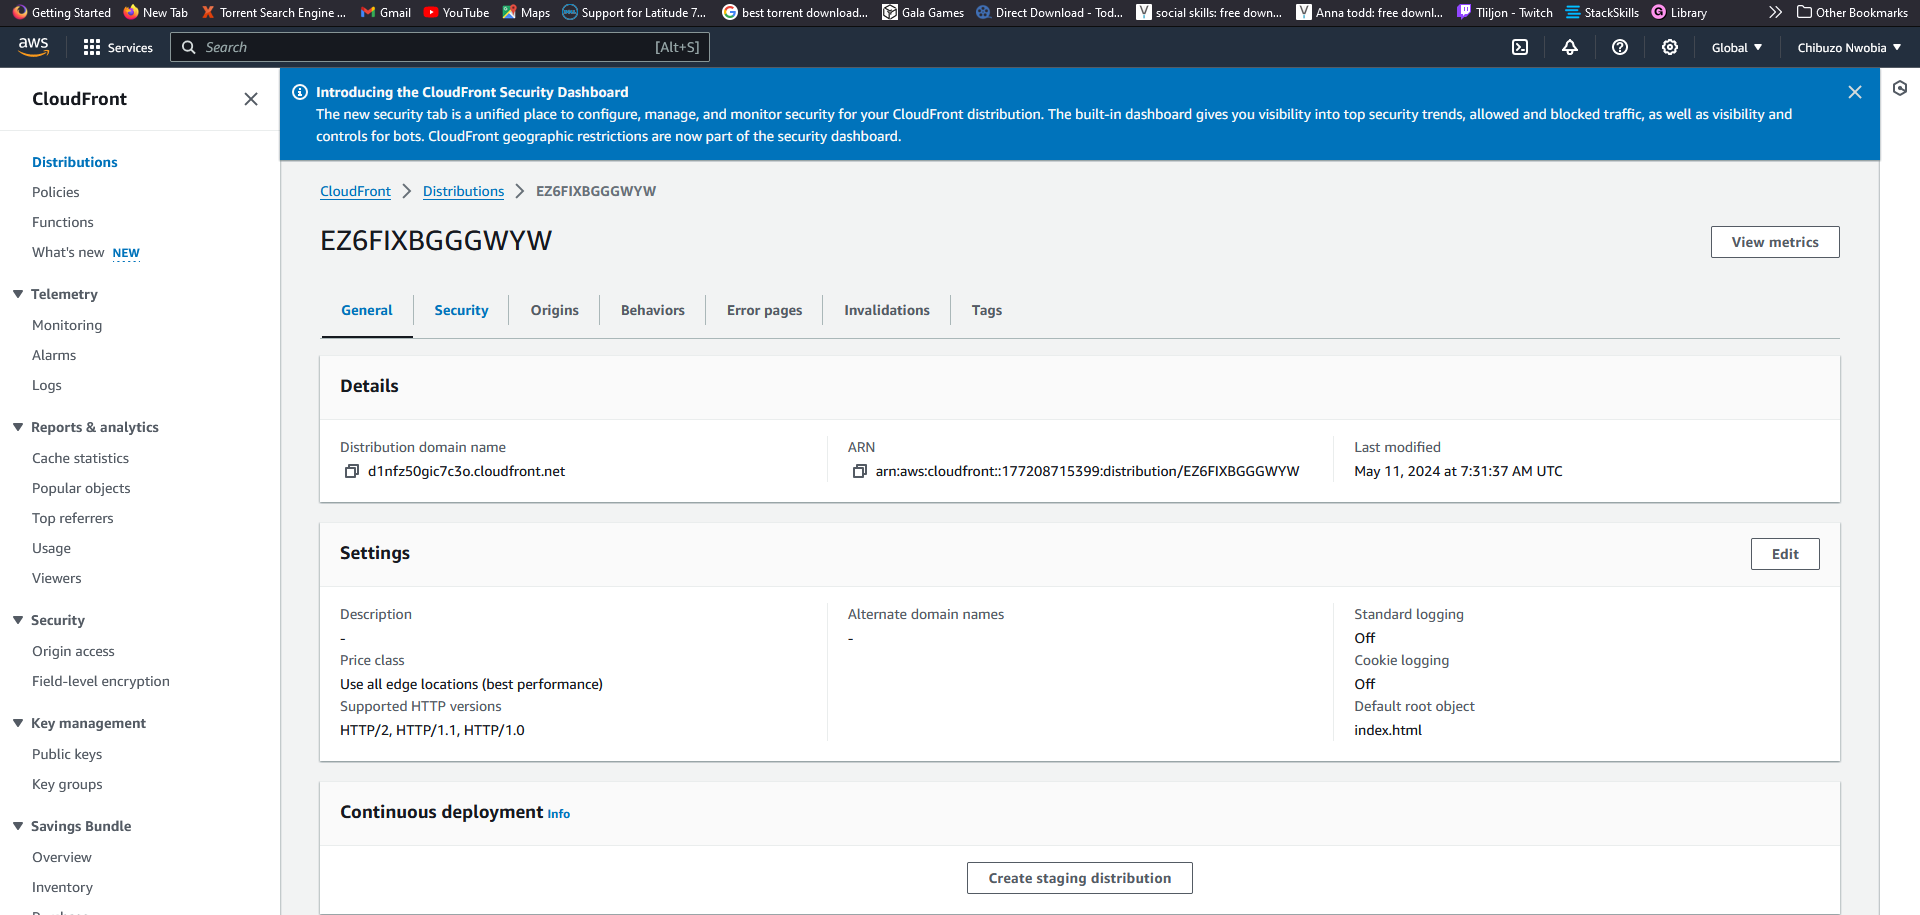 Getting Started New Tab Torrent Search Engine ... Gmail YouTube Maps Support for Latitude 7... best torrent download... Gala Games Direct Download - Tod... social skills: free down... Anna todd: free downl... Tliljon - Twitch StackSkills Library Other Bookmarks
aws Services Search [Alt+S] Global Chibuzo Nwobia
CloudFront
Distributions
Policies
Functions
What's new NEW
Telemetry
Monitoring
Alarms
Logs
Reports & analytics
Cache statistics
Popular objects
Top referrers
Usage
Viewers
Security
Origin access
Field-level encryption
Key management
Public keys
Key groups
Savings Bundle
Overview
Inventory
Introducing the CloudFront Security Dashboard
The new security tab is a unified place to configure, manage, and monitor security for your CloudFront distribution. The built-in dashboard gives you visibility into top security trends, allowed and blocked traffic, as well as visibility and
controls for bots. CloudFront geographic restrictions are now part of the security dashboard.
CloudFront Distributions EZ6FIXBGGGWYW
EZ6FIXBGGGWYW
View metrics
General Security Origins Behaviors Error pages Invalidations Tags
Details
Distribution domain name
d1nfz50gic7c3o.cloudfront.net
ARN
arn:aws:cloudfront::177208715399:distribution/EZ6FIXBGGGWYW
Last modified
May 11, 2024 at 7:31:37 AM UTC
Settings
Edit
Description
-
Price class
Use all edge locations (best performance)
Supported HTTP versions
HTTP/2, HTTP/1.1, HTTP/1.0
Alternate domain names
-
Standard logging
Off
Cookie logging
Off
Default root object
index.html
Continuous deployment Info
Create staging distribution